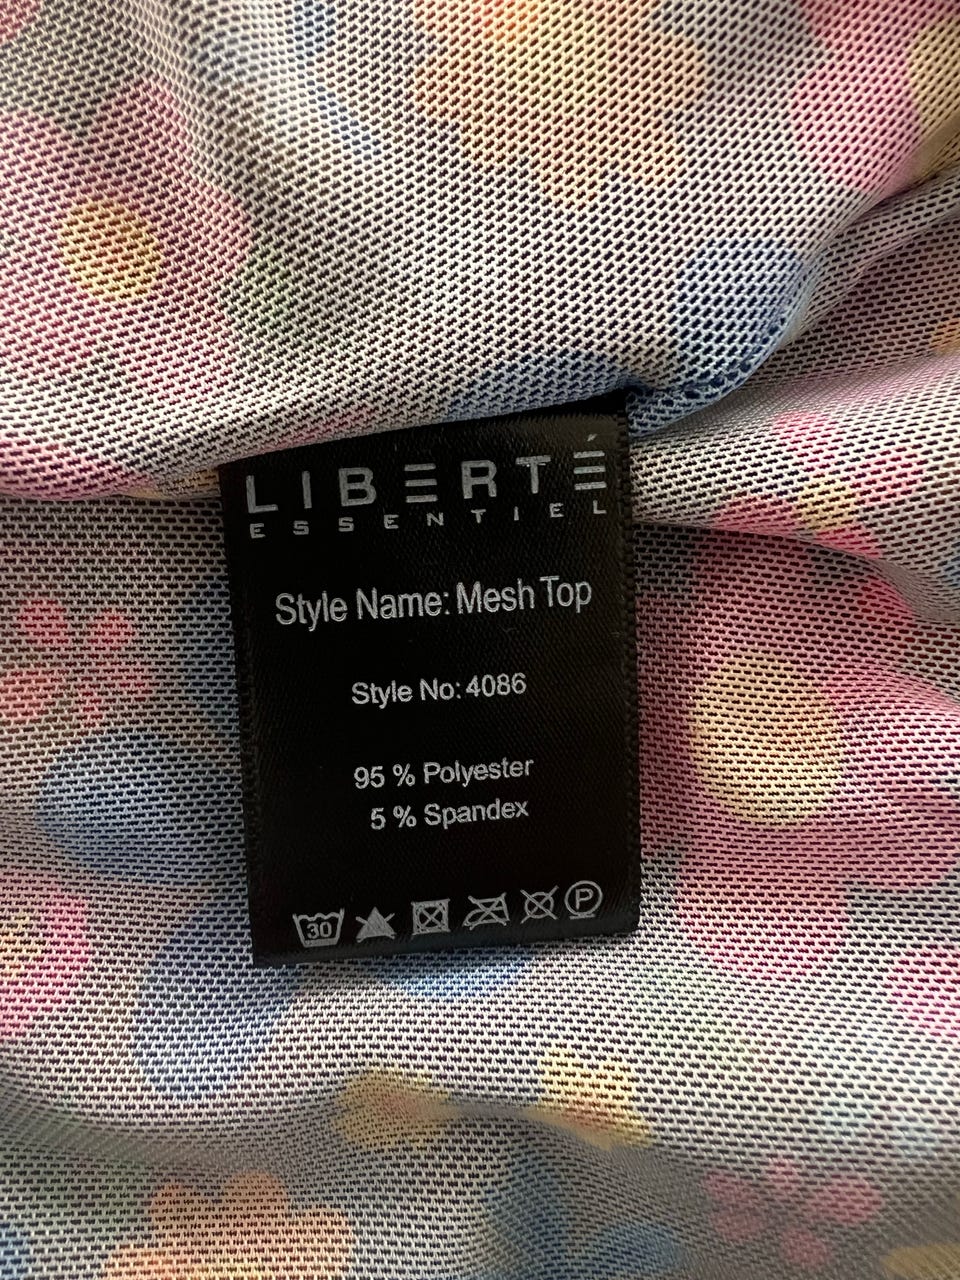 LIBERTÉ
ESSENTIEL
Style Name: Mesh Top
Style No: 4086
95 % Polyester
5 % Spandex
30 P